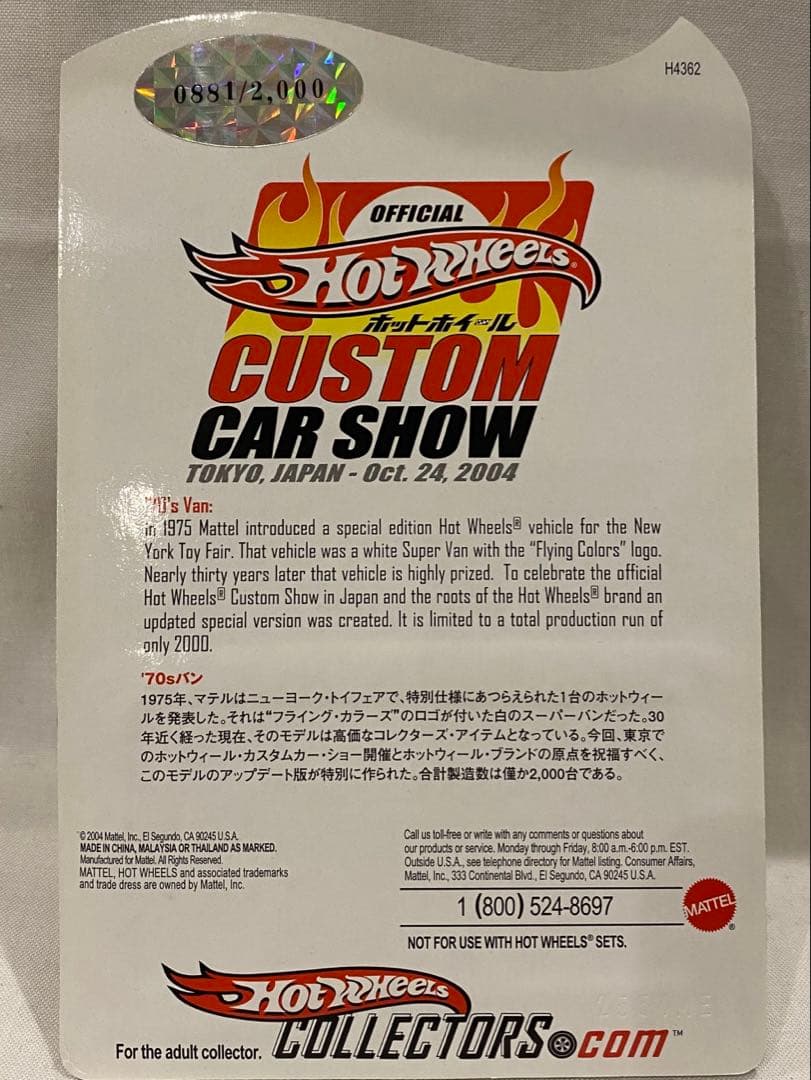 0881/2,000
H4362
OFFICIAL
Hot Wheels®
ホットホイール
CUSTOM
CAR SHOW
TOKYO, JAPAN - Oct. 24, 2004
'70's Van:
In 1975 Mattel introduced a special edition Hot Wheels® vehicle for the New
York Toy Fair. That vehicle was a white Super Van with the "Flying Colors" logo.
Nearly thirty years later that vehicle is highly prized. To celebrate the official
Hot Wheels® Custom Show in Japan and the roots of the Hot Wheels® brand an
updated special version was created. It is limited to a total production run of
only 2000.
'70sバン
1975年、マテルはニューヨーク・トイフェアで、特別仕様にあつらえられた1台のホットウィー
ルを発表した。それは“フライング・カラーズ”のロゴが付いた白のスーパーバンだった。30
年近く経った現在、そのモデルは高価なコレクターズ・アイテムとなっている。今回、東京で
のホットウィール・カスタムカー・ショー開催とホットウィール・ブランドの原点を祝福すべく、
このモデルのアップデート版が特別に作られた。合計製造数は僅か2,000台である。
© 2004 Mattel, Inc., El Segundo, CA 90245 U.S.A.
MADE IN CHINA, MALAYSIA OR THAILAND AS MARKED.
Manufactured for Mattel. All Rights Reserved.
MATTEL, HOT WHEELS and associated trademarks
and trade dress are owned by Mattel, Inc.
Call us toll-free or write with any comments or questions about
our products or service. Monday through Friday, 8:00 a.m.-6:00 p.m. EST.
Outside U.S.A., see telephone directory for Mattel listing. Consumer Affairs,
Mattel, Inc., 333 Continental Blvd., El Segundo, CA 90245 U.S.A.
1 (800) 524-8697
MATTEL®
NOT FOR USE WITH HOT WHEELS® SETS.
Hot Wheels
For the adult collector. COLLECTORS.com™